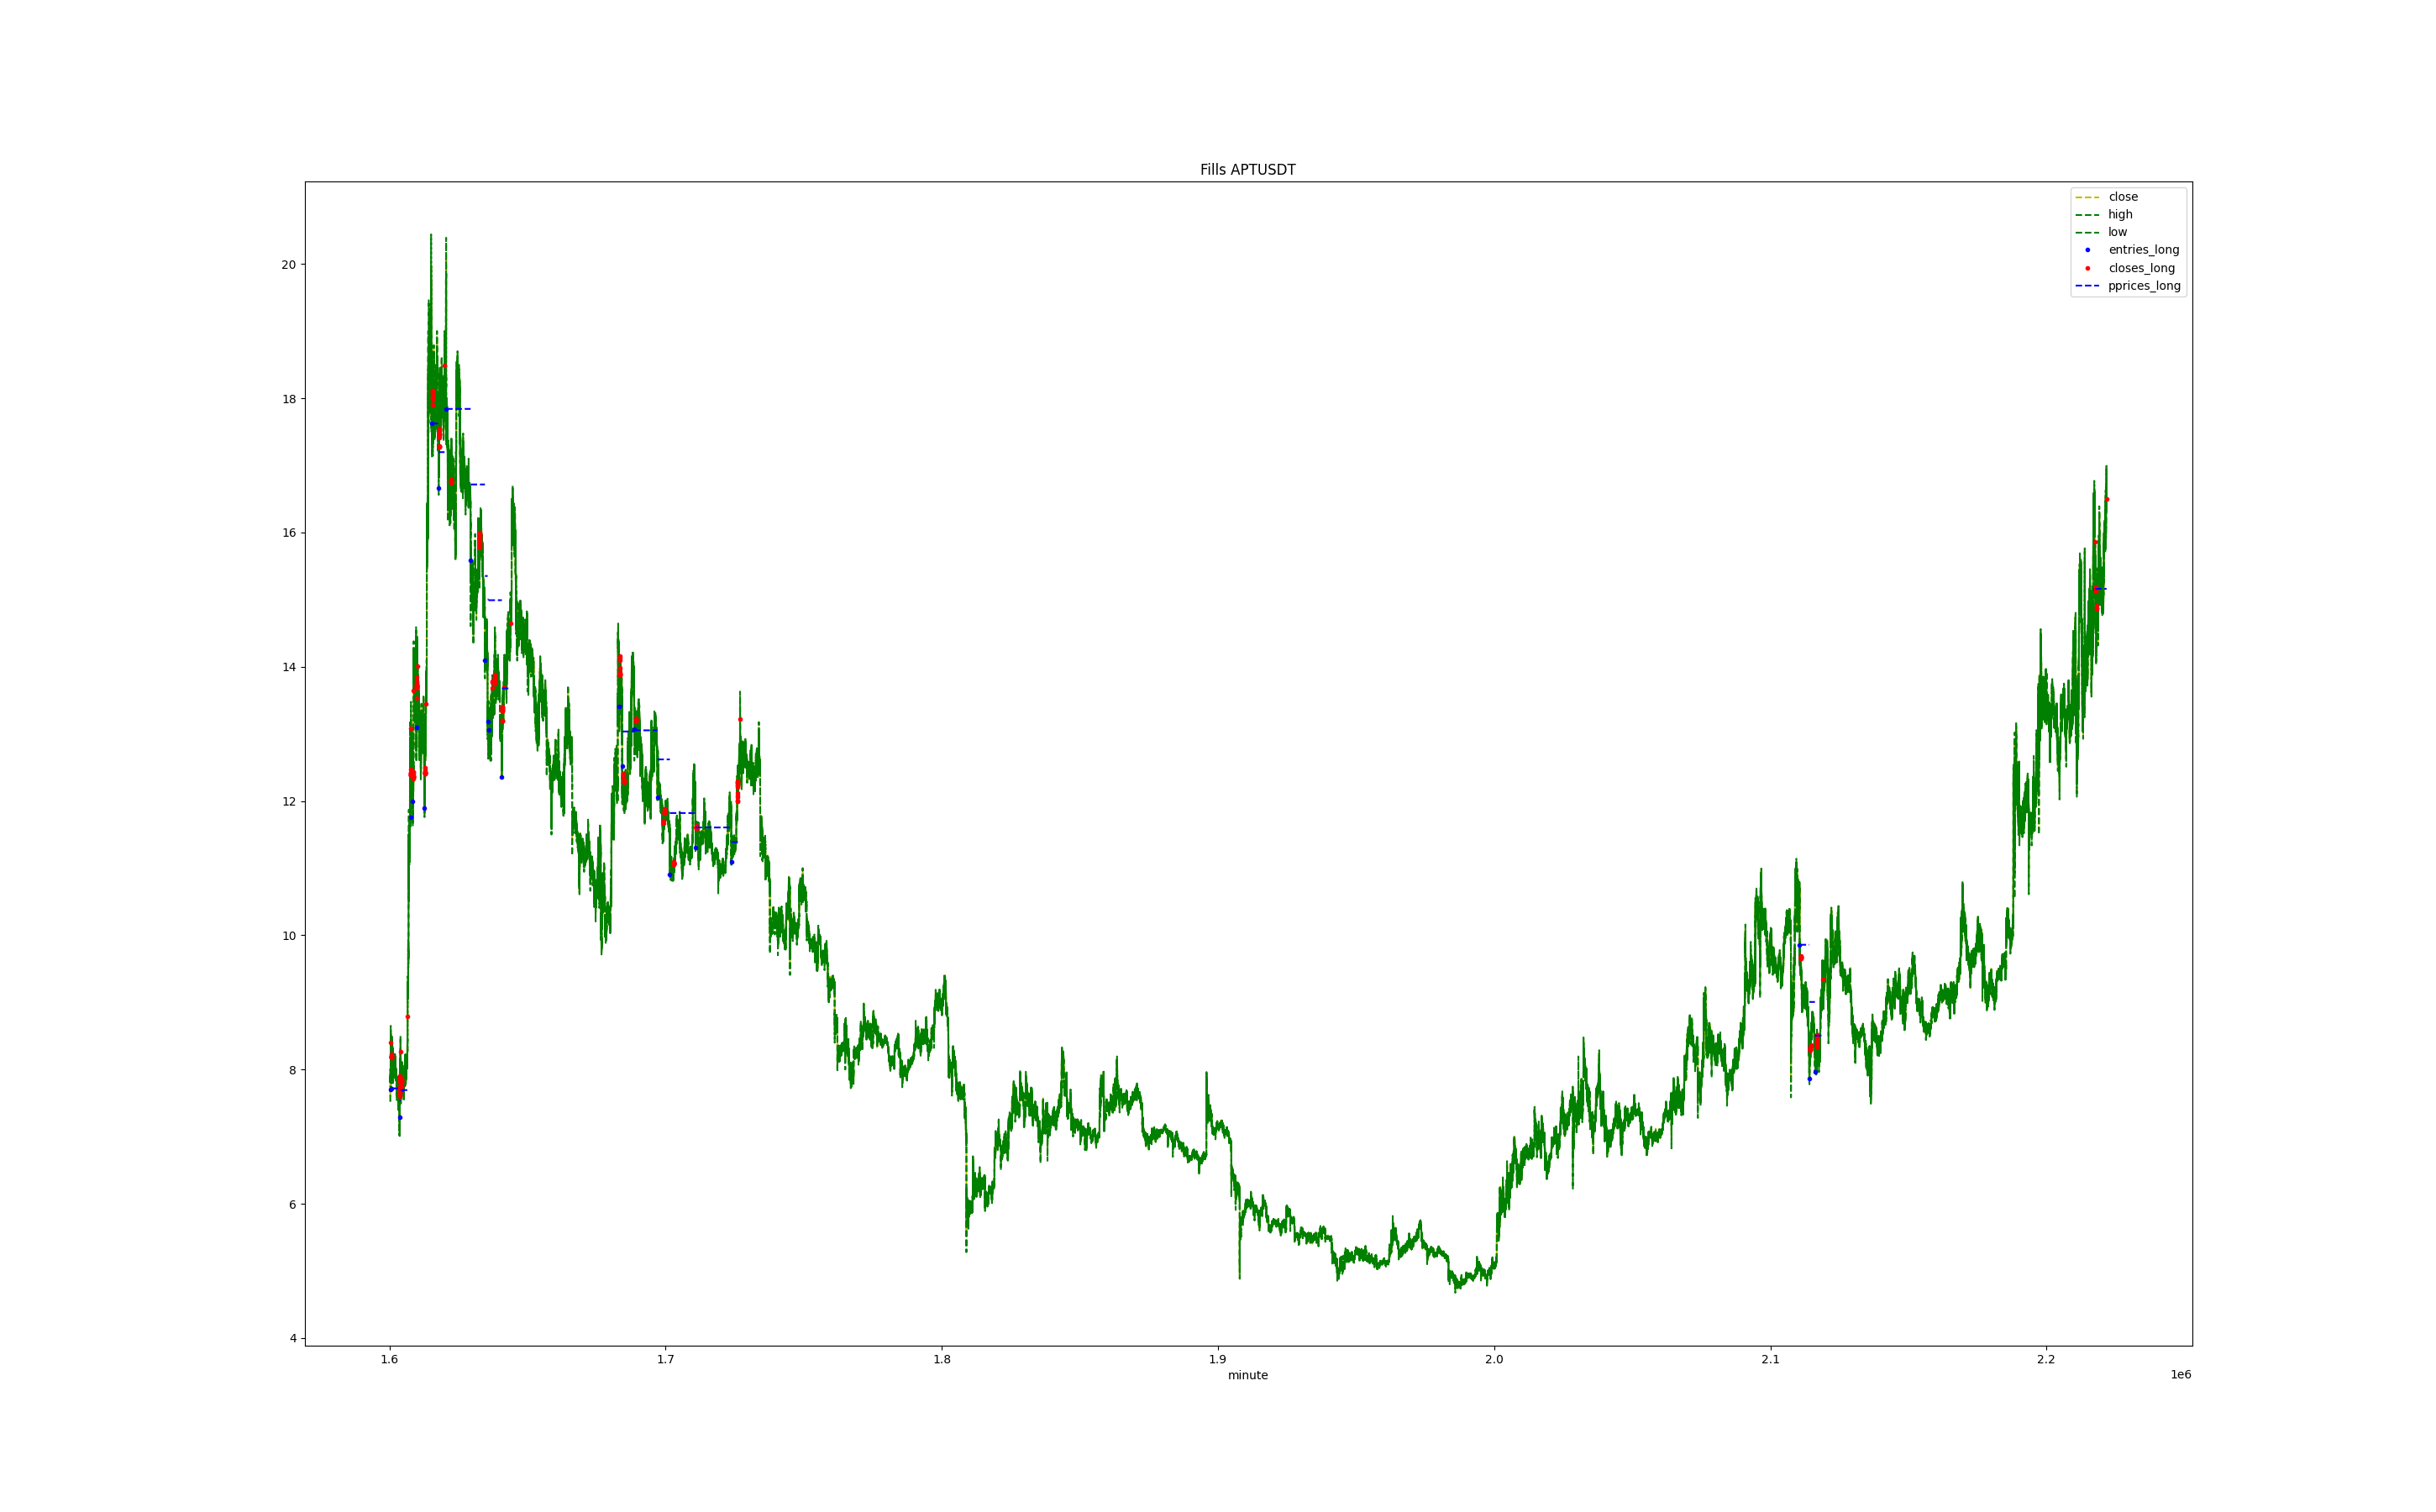 Fills APTUSDT
close
high
low
entries_long
closes_long
pprices_long
20
18
16
14
12
10
8
6
4
1.6 1.7 1.8 1.9 2.0 2.1 2.2
minute
1e6